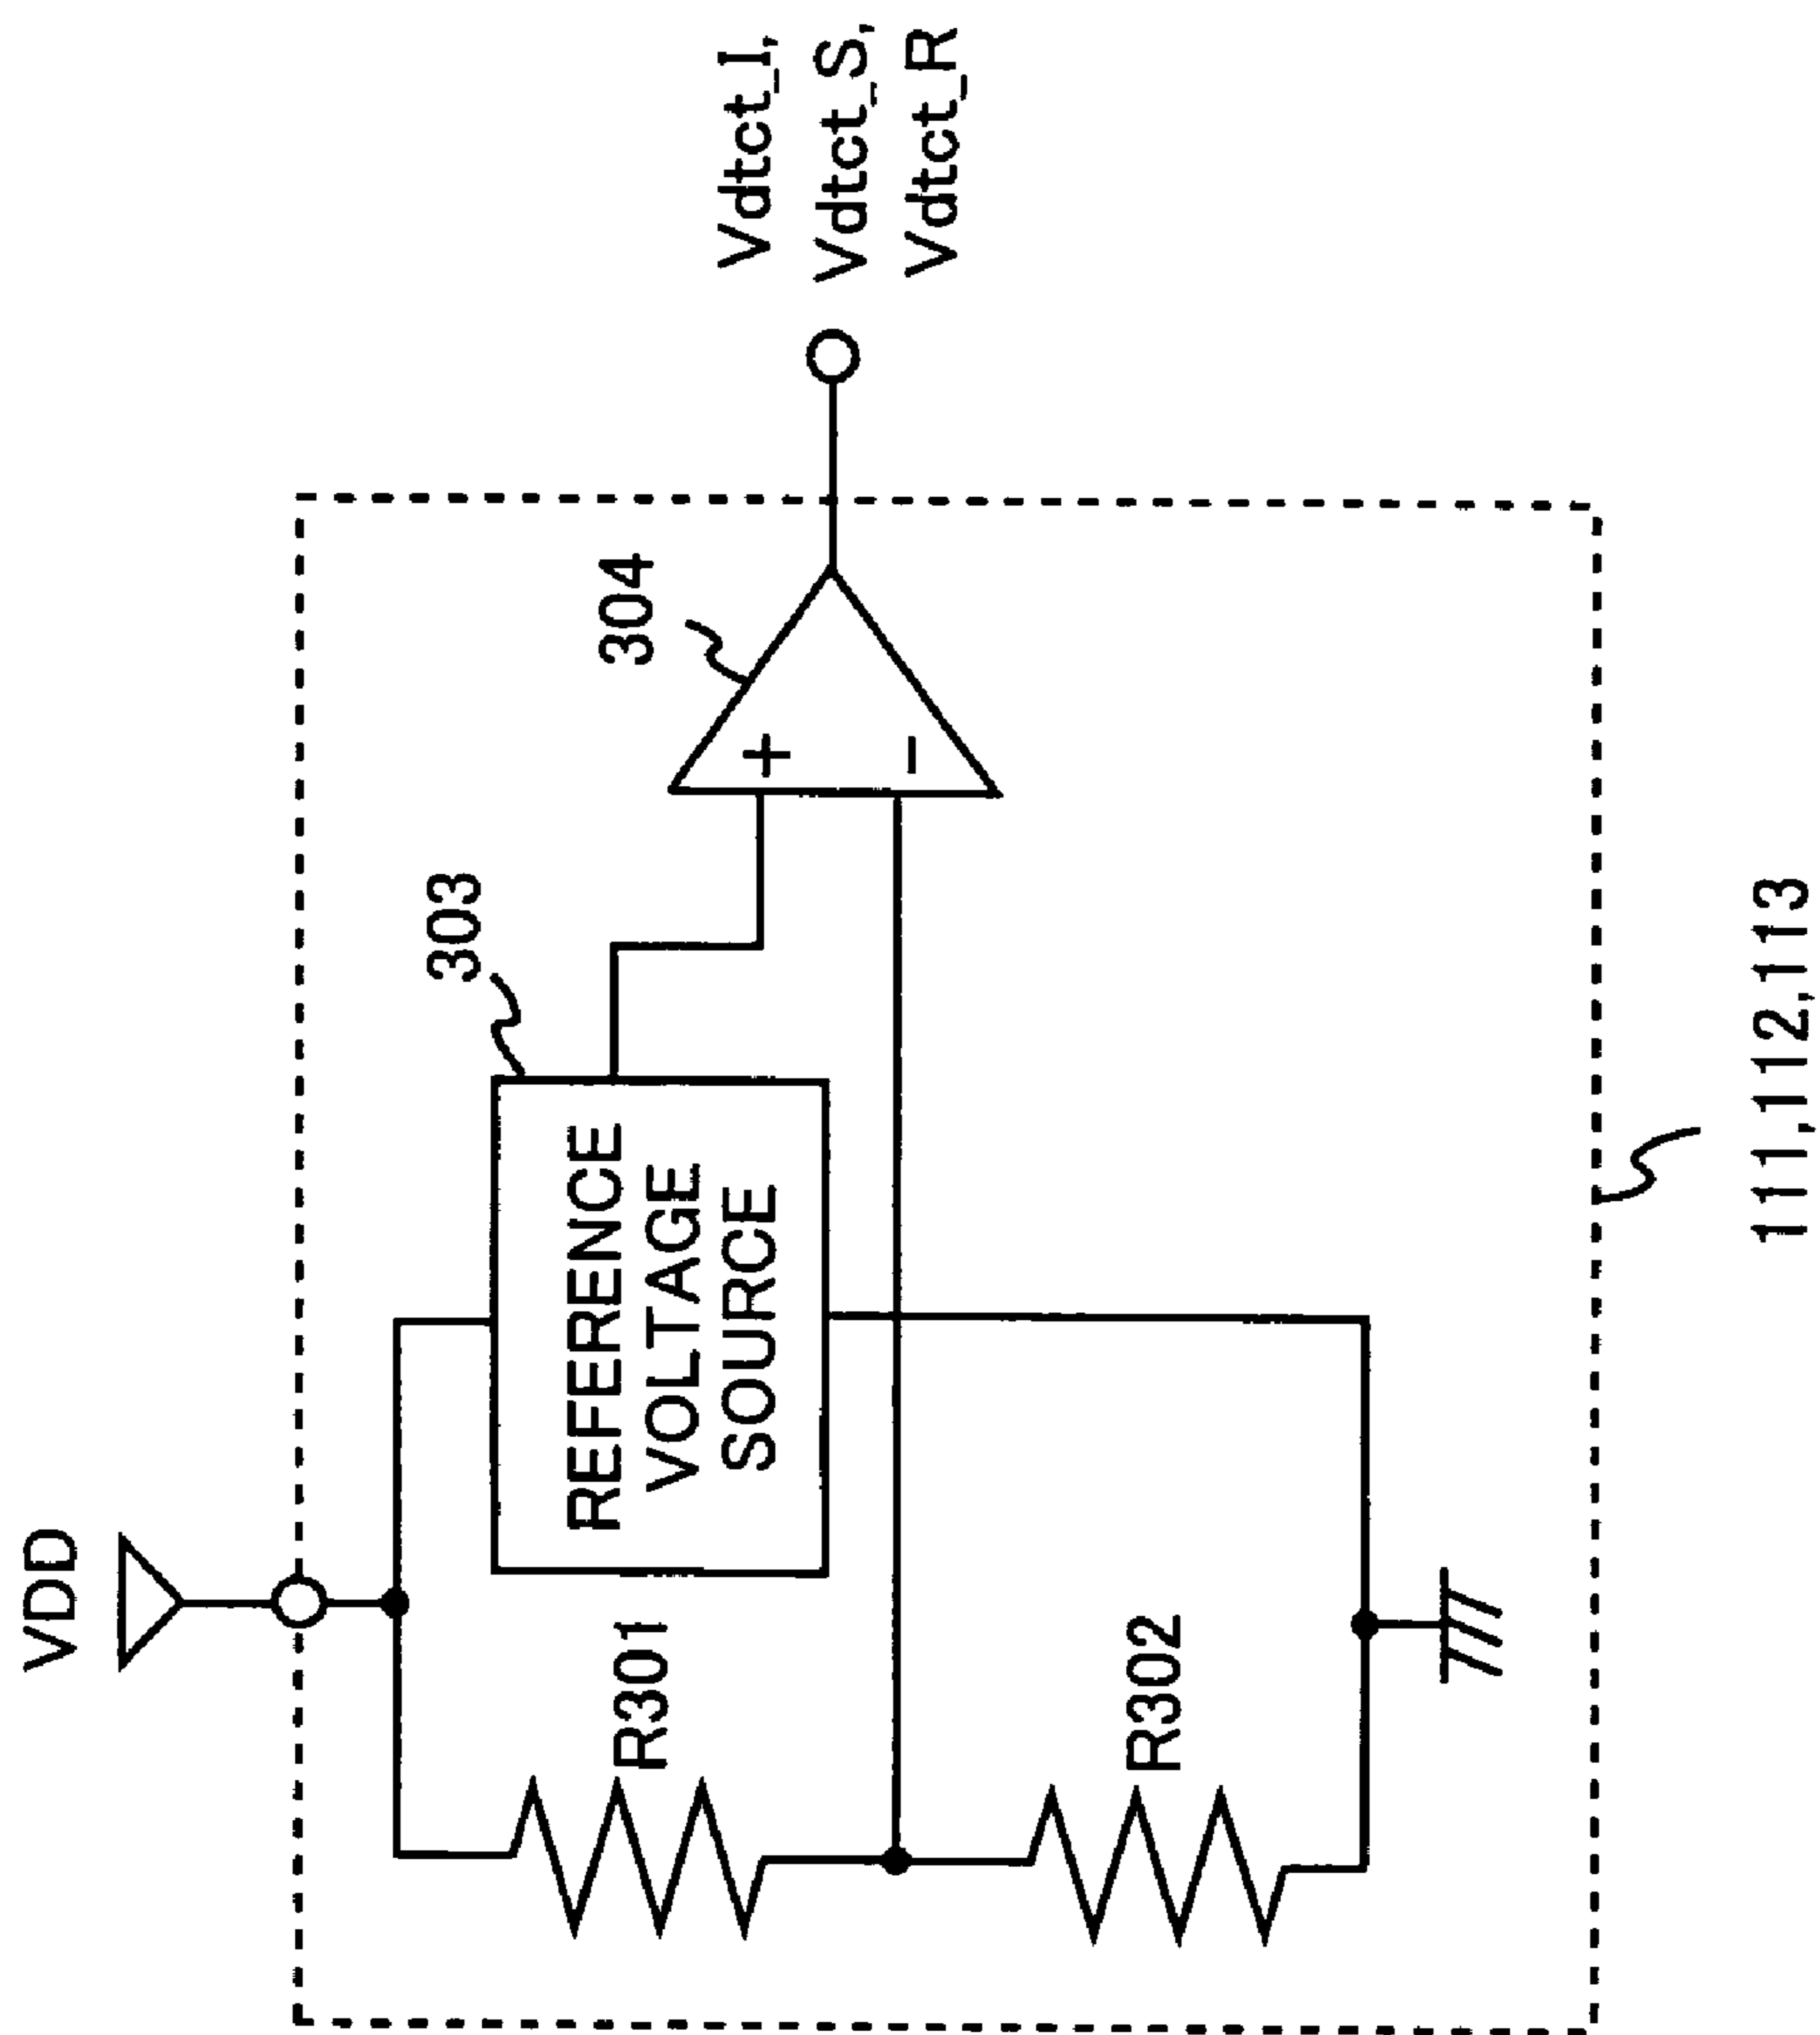 VDD
R301
R302
REFERENCE
VOLTAGE
SOURCE
303
304
+
−
Vdtct_I,
Vdtct_S,
Vdtct_R
111,112,113